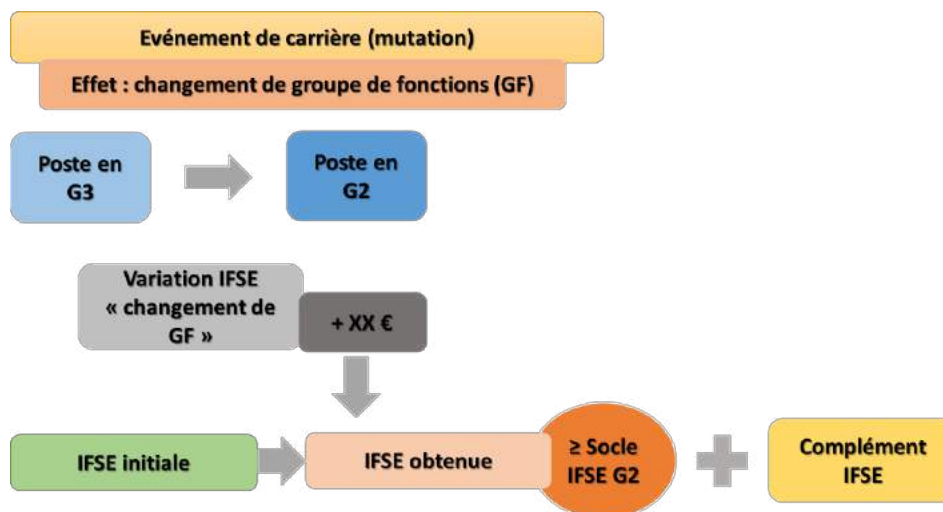 Evénement de carrière (mutation)
Effet : changement de groupe de fonctions (GF)
Poste en
G3
Poste en
G2
Variation IFSE
« changement de
GF »
+ XX €
IFSE initiale
IFSE obtenue
≥ Socle
IFSE G2
Complément
IFSE